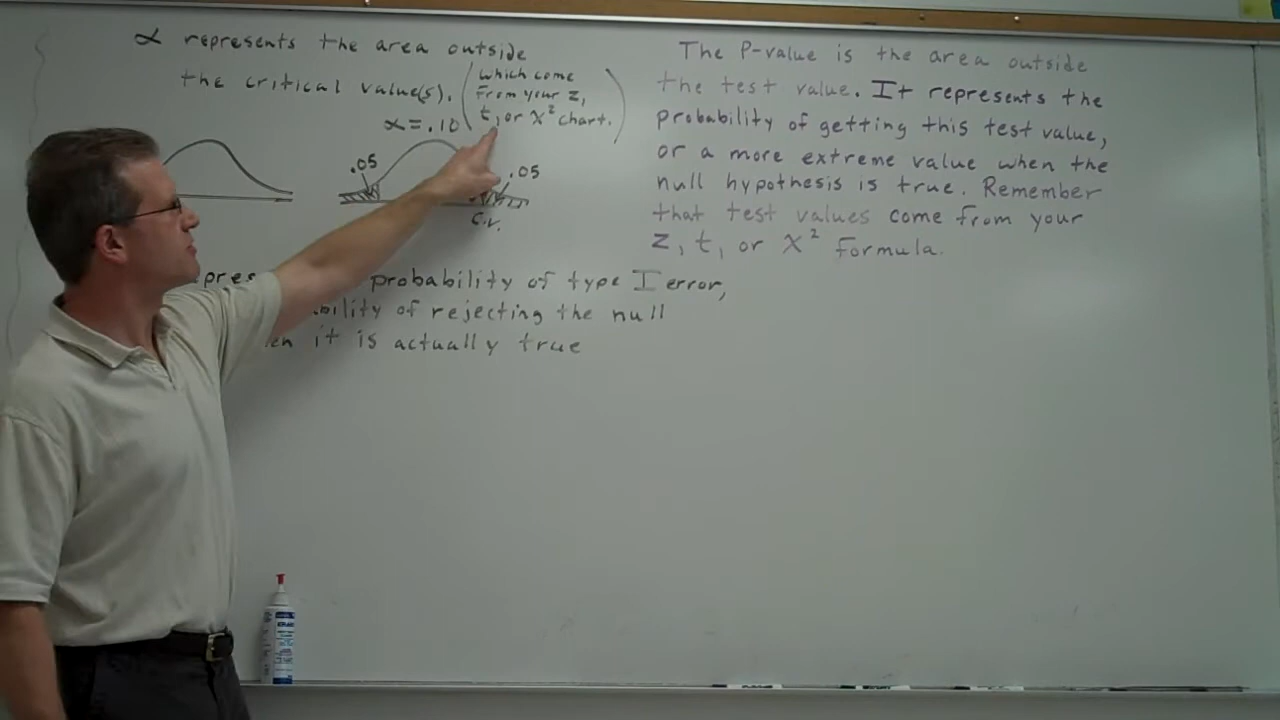 α represents the area outside
the critical value(s). (which come
from your z,
t, or X² chart.)
α = .10
.05
.05
C.V.
probability of type I error,
of rejecting the null
it is actually true
The P-value is the area outside
the test value. It represents the
probability of getting this test value,
or a more extreme value when the
null hypothesis is true. Remember
that test values come from your
z, t, or X² formula.